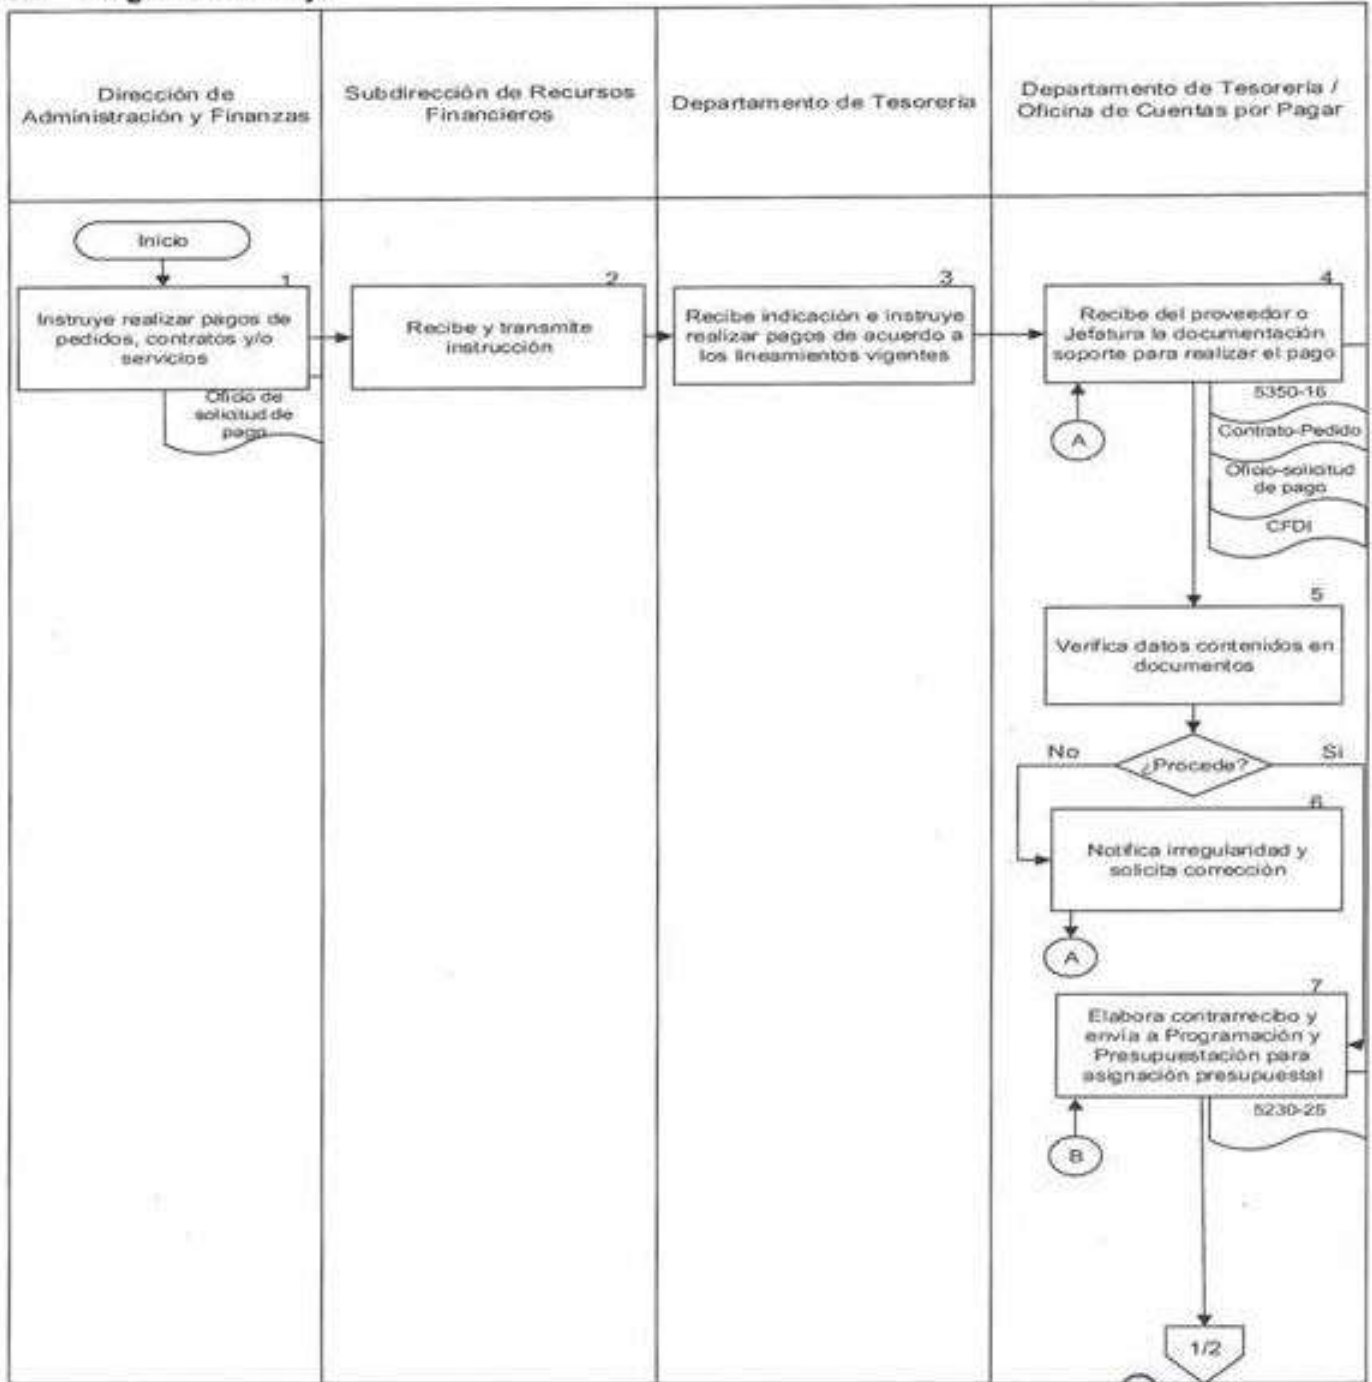 Dirección de
Administración y Finanzas
Subdirección de Recursos
Financieros
Departamento de Tesorería
Departamento de Tesorería /
Oficina de Cuentas por Pagar
Inicio
1
Instruye realizar pagos de
pedidos, contratos y/o
servicios
Oficio de
solicitud de
pago
2
Recibe y transmite
instrucción
3
Recibe indicación e instruye
realizar pagos de acuerdo a
los lineamientos vigentes
4
Recibe del proveedor o
Jefatura la documentación
soporte para realizar el pago
5350-16
Contrato-Pedido
Oficio-solicitud
de pago
CFDI
A
5
Verifica datos contenidos en
documentos
¿Procede?
No
Si
6
Notifica irregularidad y
solicita corrección
A
7
Elabora contrarrecibo y
envía a Programación y
Presupuestación para
asignación presupuestal
5230-25
B
1/2